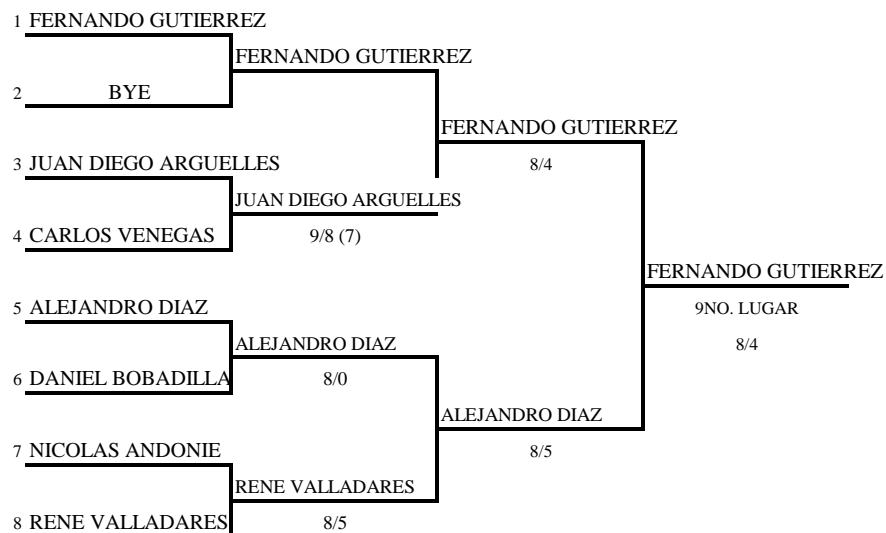 1 FERNANDO GUTIERREZ
FERNANDO GUTIERREZ
2 BYE
FERNANDO GUTIERREZ
3 JUAN DIEGO ARGUELLES
8/4
JUAN DIEGO ARGUELLES
4 CARLOS VENEGAS
9/8 (7)
FERNANDO GUTIERREZ
5 ALEJANDRO DIAZ
9NO. LUGAR
ALEJANDRO DIAZ
8/4
6 DANIEL BOBADILLA
8/0
ALEJANDRO DIAZ
7 NICOLAS ANDONIE
8/5
RENE VALLADARES
8 RENE VALLADARES
8/5